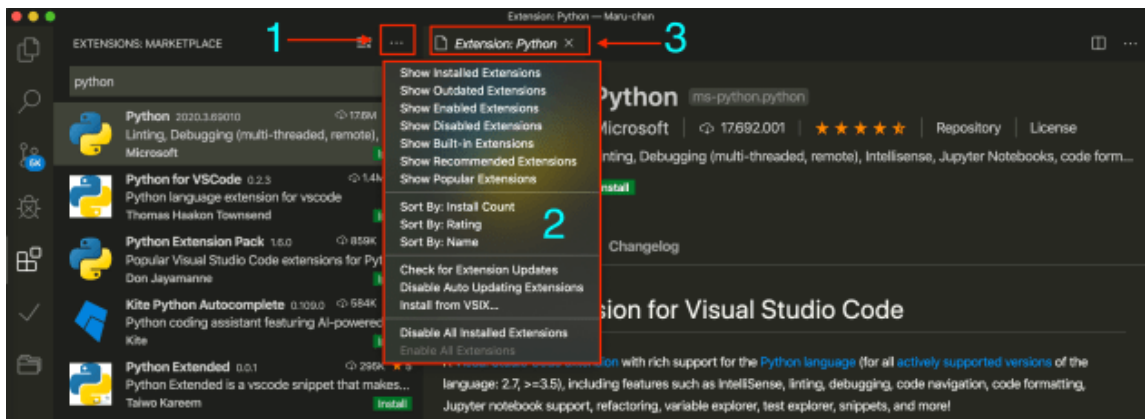 Extension: Python — Maru-chan
EXTENSIONS: MARKETPLACE
1
...
Extension: Python ×
3
...
python
Python 2020.3.69010 17.6M
Linting, Debugging (multi-threaded, remote),
Microsoft
Python for VSCode 0.2.3 1.4M
Python language extension for vscode
Thomas Haakon Townsend
Python Extension Pack 1.6.0 859K
Popular Visual Studio Code extensions for Pyt
Don Jayamanne
Kite Python Autocomplete 0.109.0 584K
Python coding assistant featuring AI-powered
Kite
Python Extended 0.0.1 296K ★ 5
Python Extended is a vscode snippet that makes...
Taiwo Kareem Install
6K
Show Installed Extensions
Show Outdated Extensions
Show Enabled Extensions
Show Disabled Extensions
Show Built-in Extensions
Show Recommended Extensions
Show Popular Extensions
Sort By: Install Count
Sort By: Rating
Sort By: Name
2
Check for Extension Updates
Disable Auto Updating Extensions
Install from VSIX...
Disable All Installed Extensions
Enable All Extensions
Python ms-python.python
Microsoft 17.692.001 Repository License
nting, Debugging (multi-threaded, remote), Intellisense, Jupyter Notebooks, code form...
nstall
Changelog
sion for Visual Studio Code
with rich support for the Python language (for all actively supported versions of the
language: 2.7, >=3.5), including features such as IntelliSense, linting, debugging, code navigation, code formatting,
Jupyter notebook support, refactoring, variable explorer, test explorer, snippets, and more!